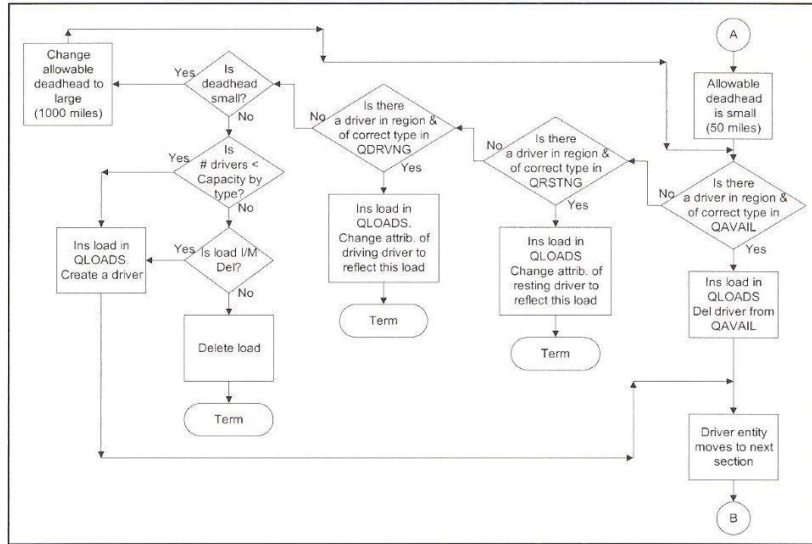 A
Allowable
deadhead
is small
(50 miles)
Is there
a driver in region &
of correct type in
QAVAIL
No
Yes
Ins load in
QLOADS
Del driver from
QAVAIL
Driver entity
moves to next
section
B
Is there
a driver in region &
of correct type in
QRSTNG
No
Yes
Ins load in
QLOADS
Change attrib. of
resting driver to
reflect this load
Term
Is there
a driver in region &
of correct type in
QDRVNG
No
Yes
Ins load in
QLOADS.
Change attrib. of
driving driver to
reflect this load
Term
Is
deadhead
small?
Yes
No
Change
allowable
deadhead to
large
(1000 miles)
Is
# drivers <
Capacity by
type?
Yes
No
Ins load in
QLOADS.
Create a driver
Is load I/M
Del?
Yes
No
Delete load
Term